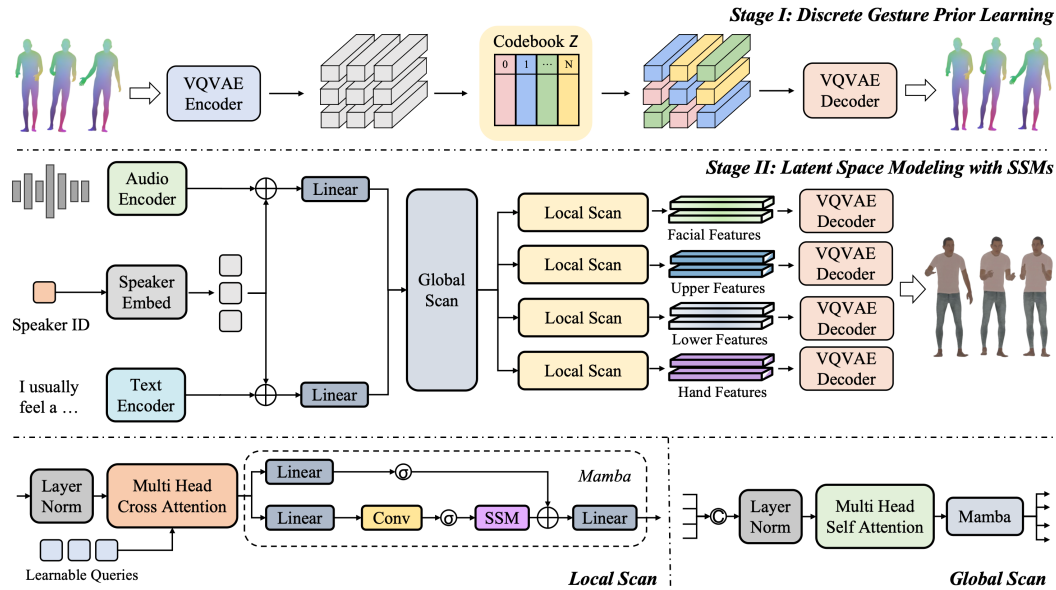 Stage I: Discrete Gesture Prior Learning
VQVAE
Encoder
Codebook Z
0 1 ... N
VQVAE
Decoder
Stage II: Latent Space Modeling with SSMs
Audio
Encoder
Linear
Speaker ID
Speaker
Embed
I usually
feel a …
Text
Encoder
Linear
Global
Scan
Local Scan
Facial Features
VQVAE
Decoder
Local Scan
Upper Features
VQVAE
Decoder
Local Scan
Lower Features
VQVAE
Decoder
Local Scan
Hand Features
VQVAE
Decoder
Layer
Norm
Multi Head
Cross Attention
Learnable Queries
Linear
σ
Mamba
Linear
Conv
σ
SSM
Linear
Local Scan
C
Layer
Norm
Multi Head
Self Attention
Mamba
Global Scan